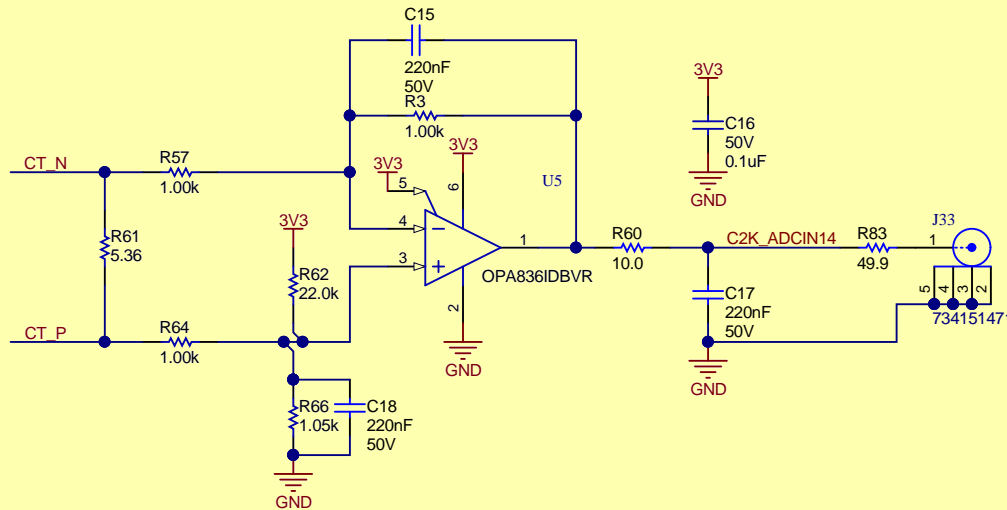 C15
220nF
50V
R3
1.00k
3V3
C16
50V
0.1uF
GND
CT_N
R57
1.00k
3V3
3V3
5
6
U5
4
3
1
2
OPA836IDBVR
GND
R61
5.36
3V3
R62
22.0k
R60
10.0
C2K_ADCIN14
R83
49.9
J33
1
5
4
3
2
734151471
CT_P
R64
1.00k
C17
220nF
50V
GND
R66
1.05k
C18
220nF
50V
GND